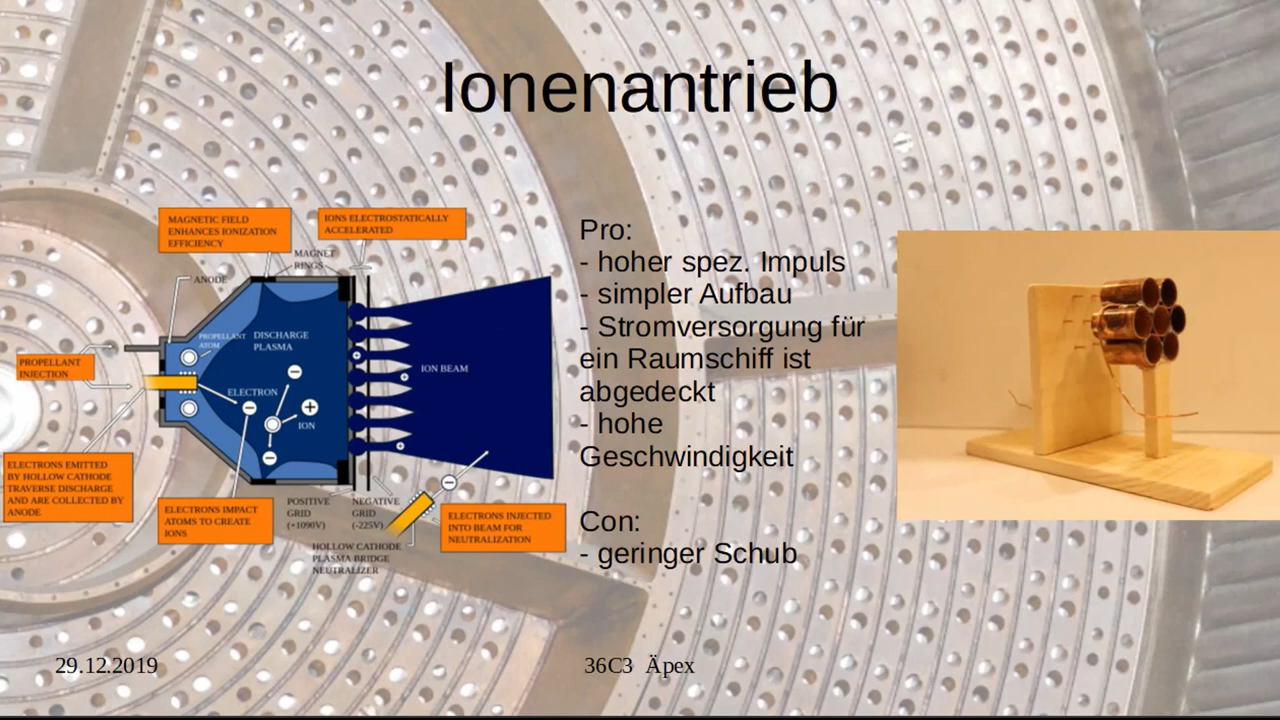 Ionenantrieb
MAGNETIC FIELD
ENHANCES IONIZATION
EFFICIENCY
IONS ELECTROSTATICALLY
ACCELERATED
MAGNET
RINGS
ANODE
PROPELLANT
ATOM
DISCHARGE
PLASMA
PROPELLANT
INJECTION
ION BEAM
ELECTRON
ION
ELECTRONS EMITTED
BY HOLLOW CATHODE
TRAVERSE DISCHARGE
AND ARE COLLECTED BY
ANODE
ELECTRONS IMPACT
ATOMS TO CREATE
IONS
POSITIVE
GRID
(+1090V)
NEGATIVE
GRID
(-225V)
ELECTRONS INJECTED
INTO BEAM FOR
NEUTRALIZATION
HOLLOW CATHODE
PLASMA BRIDGE
NEUTRALIZER
Pro:
- hoher spez. Impuls
- simpler Aufbau
- Stromversorgung für
ein Raumschiff ist
abgedeckt
- hohe
Geschwindigkeit
Con:
- geringer Schub
29.12.2019
36C3 Äpex